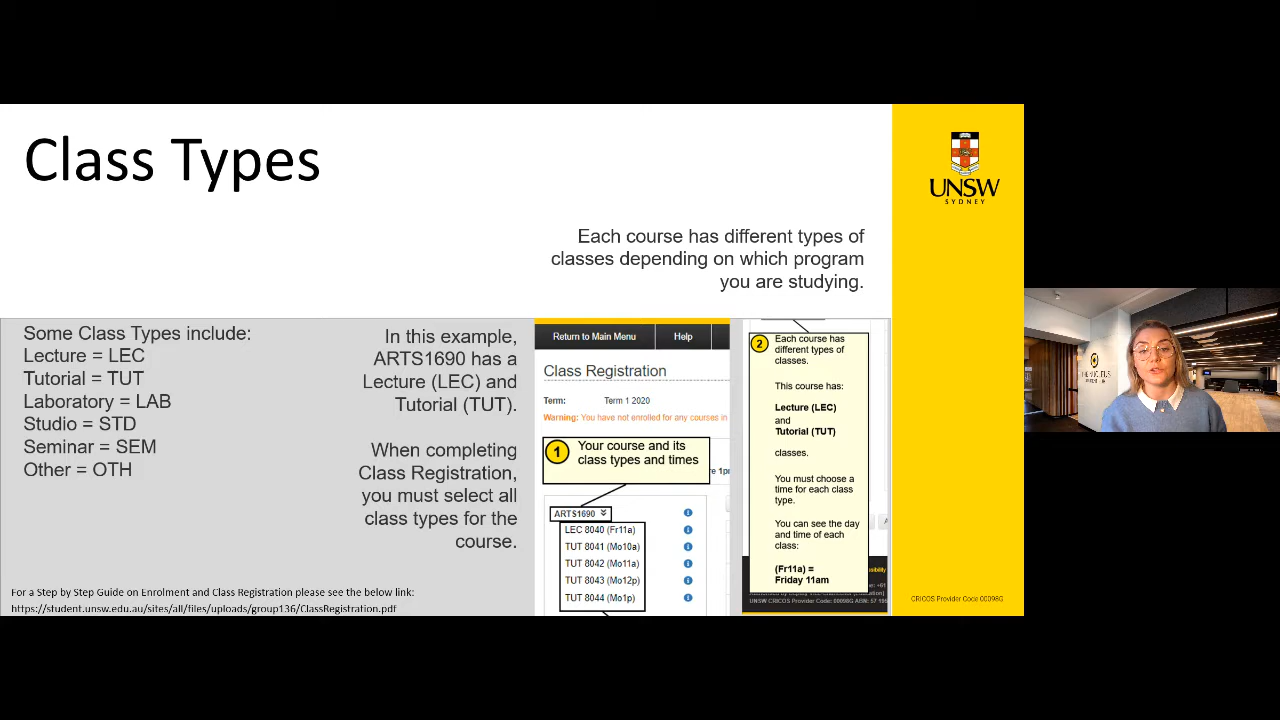 Class Types
UNSW
SYDNEY
Each course has different types of
classes depending on which program
you are studying.
Some Class Types include:
Lecture = LEC
Tutorial = TUT
Laboratory = LAB
Studio = STD
Seminar = SEM
Other = OTH
In this example,
ARTS1690 has a
Lecture (LEC) and
Tutorial (TUT).
When completing
Class Registration,
you must select all
class types for the
course.
Return to Main Menu
Help
Class Registration
Term: Term 1 2020
Warning: You have not enrolled for any courses in
1
Your course and its
class types and times
ARTS1690
LEC 8040 (Fr11a)
TUT 8041 (Mo10a)
TUT 8042 (Mo11a)
TUT 8043 (Mo12p)
TUT 8044 (Mo1p)
2
Each course has
different types of
classes.
This course has:
Lecture (LEC)
and
Tutorial (TUT)
classes.
You must choose a
time for each class
type.
You can see the day
and time of each
class:
(Fr11a) =
Friday 11am
UNSW CRICOS Provider Code: 00098G ABN: 57
For a Step by Step Guide on Enrolment and Class Registration please see the below link:
https://student.unsw.edu.au/sites/all/files/uploads/group136/ClassRegistration.pdf
CRICOS Provider Code 00098G